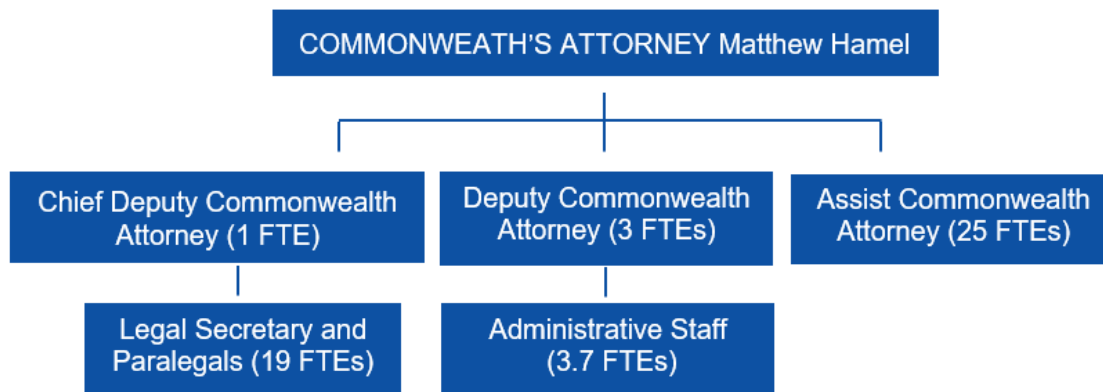 COMMONWEATH'S ATTORNEY Matthew Hamel
Chief Deputy Commonwealth
Attorney (1 FTE)
Deputy Commonwealth
Attorney (3 FTEs)
Assist Commonwealth
Attorney (25 FTEs)
Legal Secretary and
Paralegals (19 FTEs)
Administrative Staff
(3.7 FTEs)